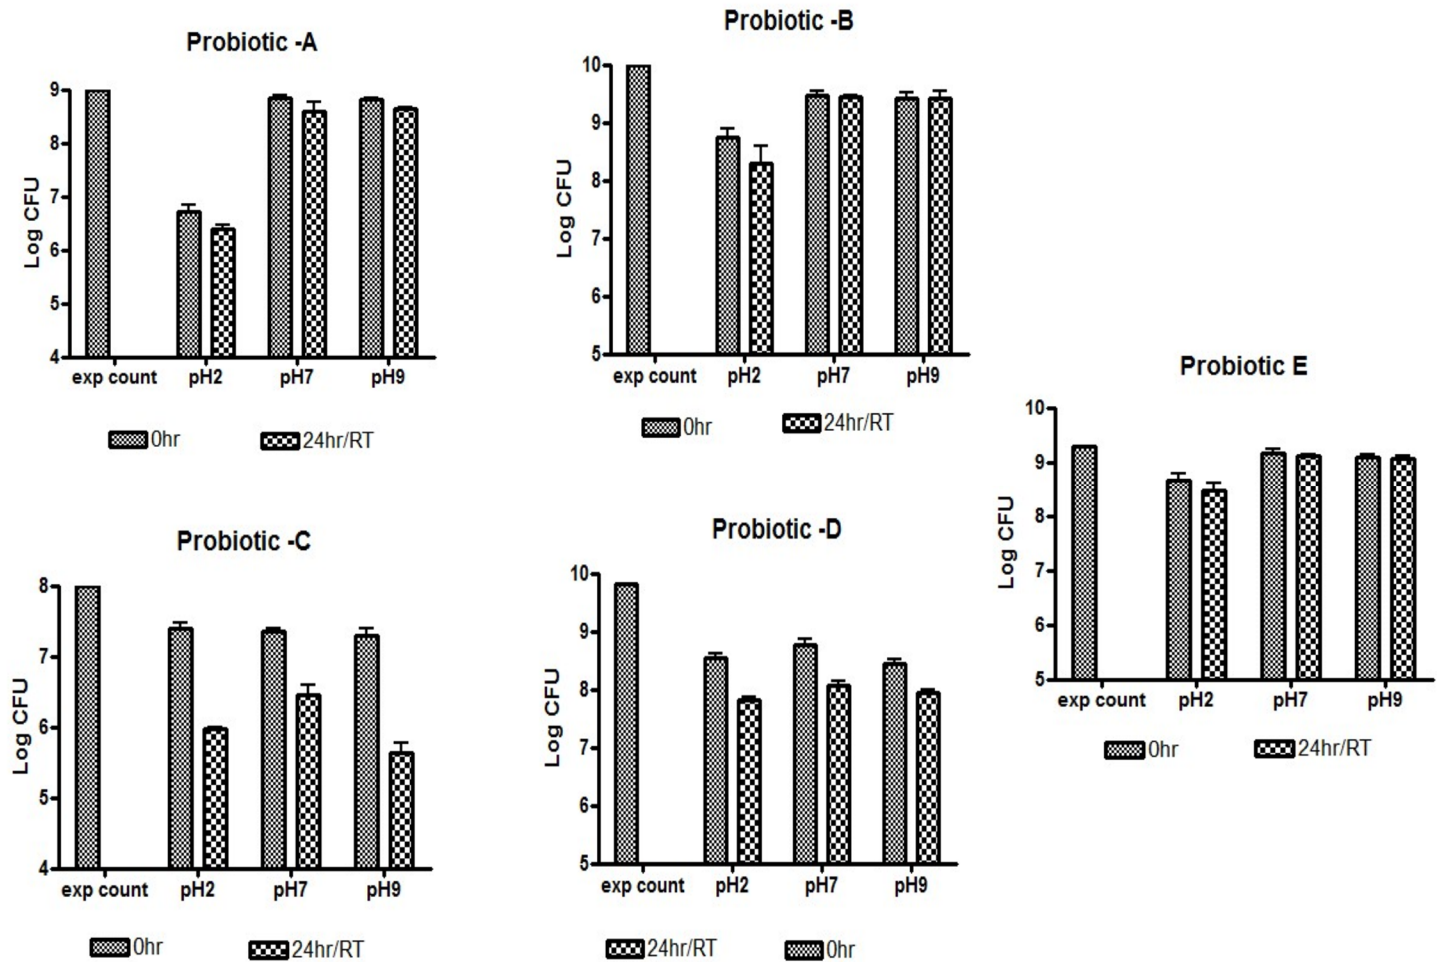 Probiotic -A
9
8
7
6
5
4
Log CFU
exp count pH2 pH7 pH9
0hr 24hr/RT
Probiotic -B
10
9
8
7
6
5
Log CFU
exp count pH2 pH7 pH9
0hr 24hr/RT
Probiotic E
10
9
8
7
6
5
Log CFU
exp count pH2 pH7 pH9
0hr 24hr/RT
Probiotic -C
8
7
6
5
4
Log CFU
exp count pH2 pH7 pH9
0hr 24hr/RT
Probiotic -D
10
9
8
7
6
5
Log CFU
exp count pH2 pH7 pH9
24hr/RT 0hr